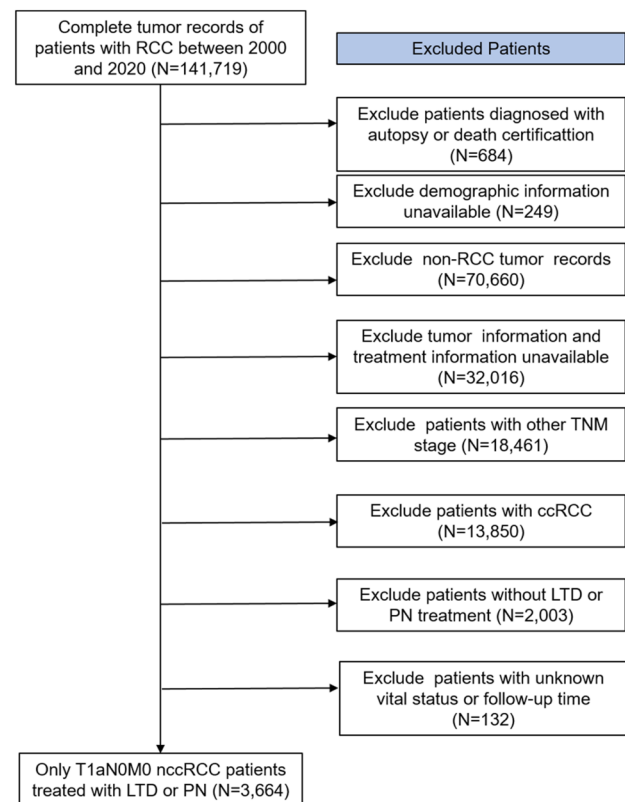 Complete tumor records of
patients with RCC between 2000
and 2020 (N=141,719)
Excluded Patients
Exclude patients diagnosed with
autopsy or death certificattion
(N=684)
Exclude demographic information
unavailable (N=249)
Exclude non-RCC tumor records
(N=70,660)
Exclude tumor information and
treatment information unavailable
(N=32,016)
Exclude patients with other TNM
stage (N=18,461)
Exclude patients with ccRCC
(N=13,850)
Exclude patients without LTD or
PN treatment (N=2,003)
Exclude patients with unknown
vital status or follow-up time
(N=132)
Only T1aN0M0 nccRCC patients
treated with LTD or PN (N=3,664)